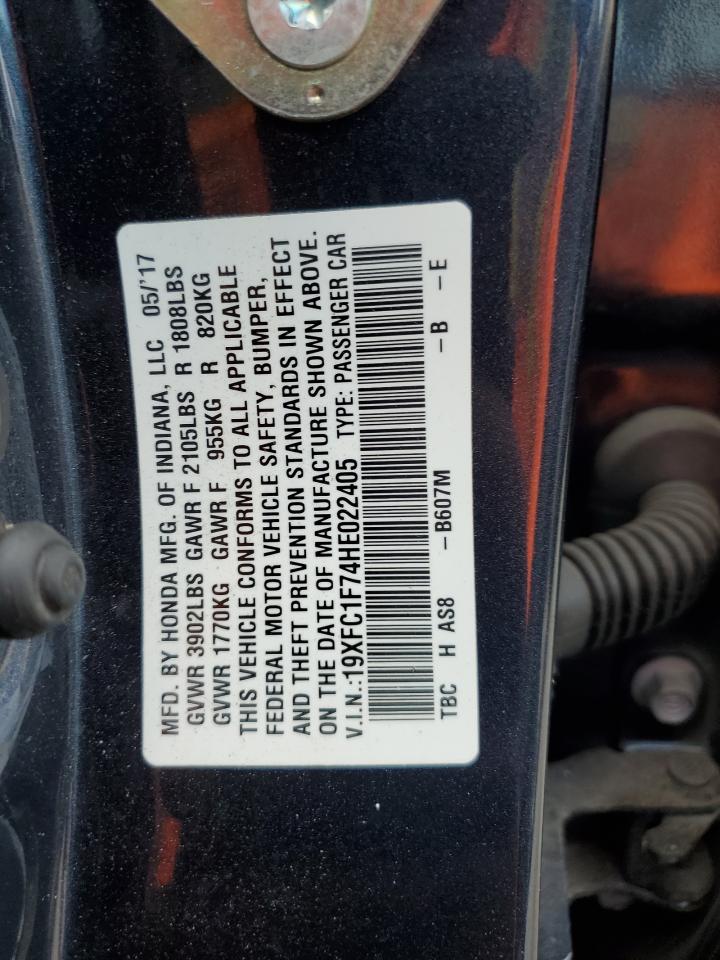 MFD. BY HONDA MFG. OF INDIANA, LLC 05/'17
GVWR 3902LBS GAWR F 2105LBS R 1808LBS
GVWR 1770KG GAWR F 955KG R 820KG
THIS VEHICLE CONFORMS TO ALL APPLICABLE
FEDERAL MOTOR VEHICLE SAFETY, BUMPER,
AND THEFT PREVENTION STANDARDS IN EFFECT
ON THE DATE OF MANUFACTURE SHOWN ABOVE.
V.I.N.:19XFC1F74HE022405 TYPE: PASSENGER CAR
TBC H AS8 –B607M –B –E